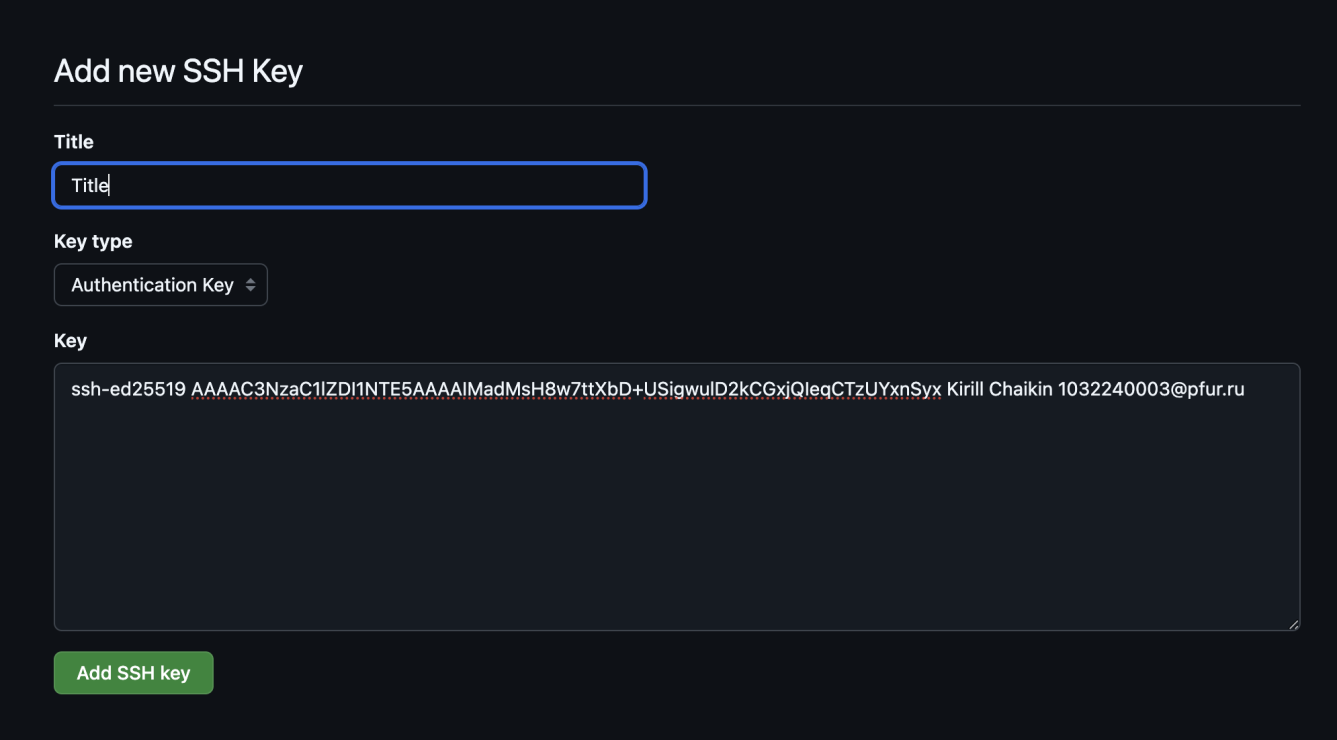 Add new SSH Key
Title
Title
Key type
Authentication Key
Key
ssh-ed25519 AAAAC3NzaC1lZDI1NTE5AAAAIMadMsH8w7ttXbD+USigwulD2kCGxjQIeqCTzUYxnSyx Kirill Chaikin 1032240003@pfur.ru
Add SSH key